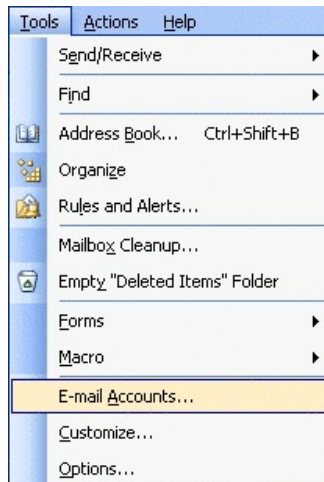 Tools Actions Help
Send/Receive
Find
Address Book... Ctrl+Shift+B
Organize
Rules and Alerts...
Mailbox Cleanup...
Empty "Deleted Items" Folder
Forms
Macro
E-mail Accounts...
Customize...
Options...